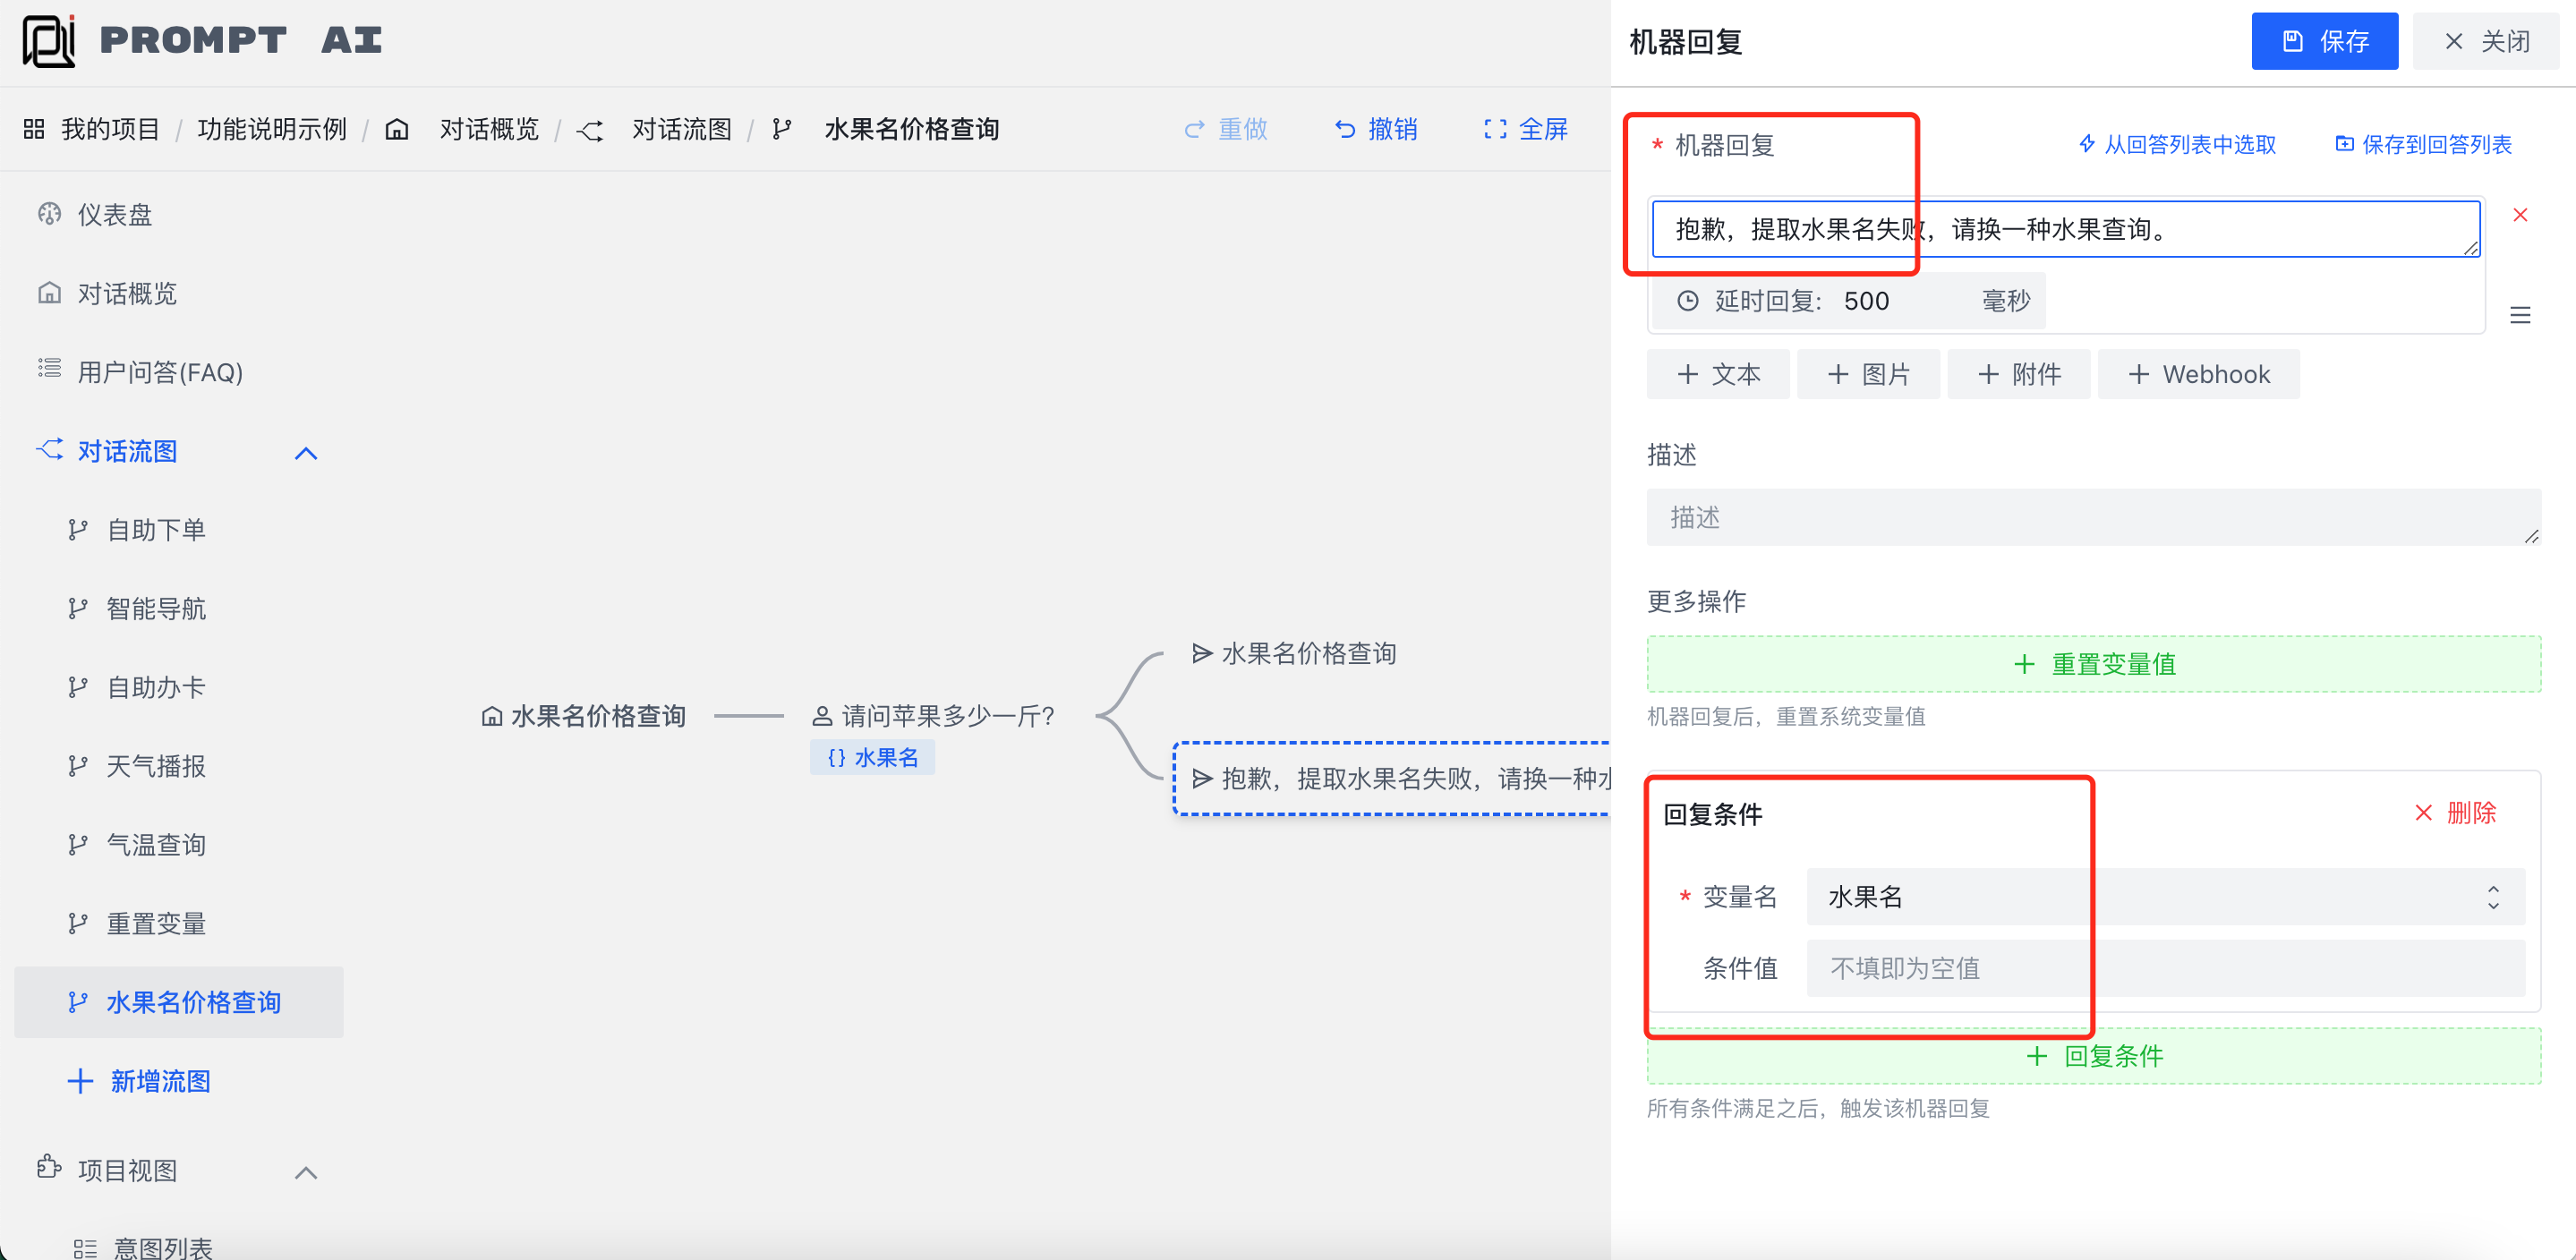 PROMPT AI
我的项目 / 功能说明示例 / 对话概览 / 对话流图 / 水果名价格查询
重做 撤销 全屏
仪表盘
对话概览
用户问答(FAQ)
对话流图
自助下单
智能导航
自助办卡
天气播报
气温查询
重置变量
水果名价格查询
新增流图
项目视图
意图列表
水果名价格查询
请问苹果多少一斤?
{} 水果名
水果名价格查询
抱歉，提取水果名失败，请换一种
机器回复
保存 关闭
* 机器回复 从回答列表中选取 保存到回答列表
抱歉，提取水果名失败，请换一种水果查询。
延时回复: 500 毫秒
+ 文本 + 图片 + 附件 + Webhook
描述
描述
更多操作
+ 重置变量值
机器回复后，重置系统变量值
回复条件 删除
* 变量名 水果名
条件值 不填即为空值
+ 回复条件
所有条件满足之后，触发该机器回复